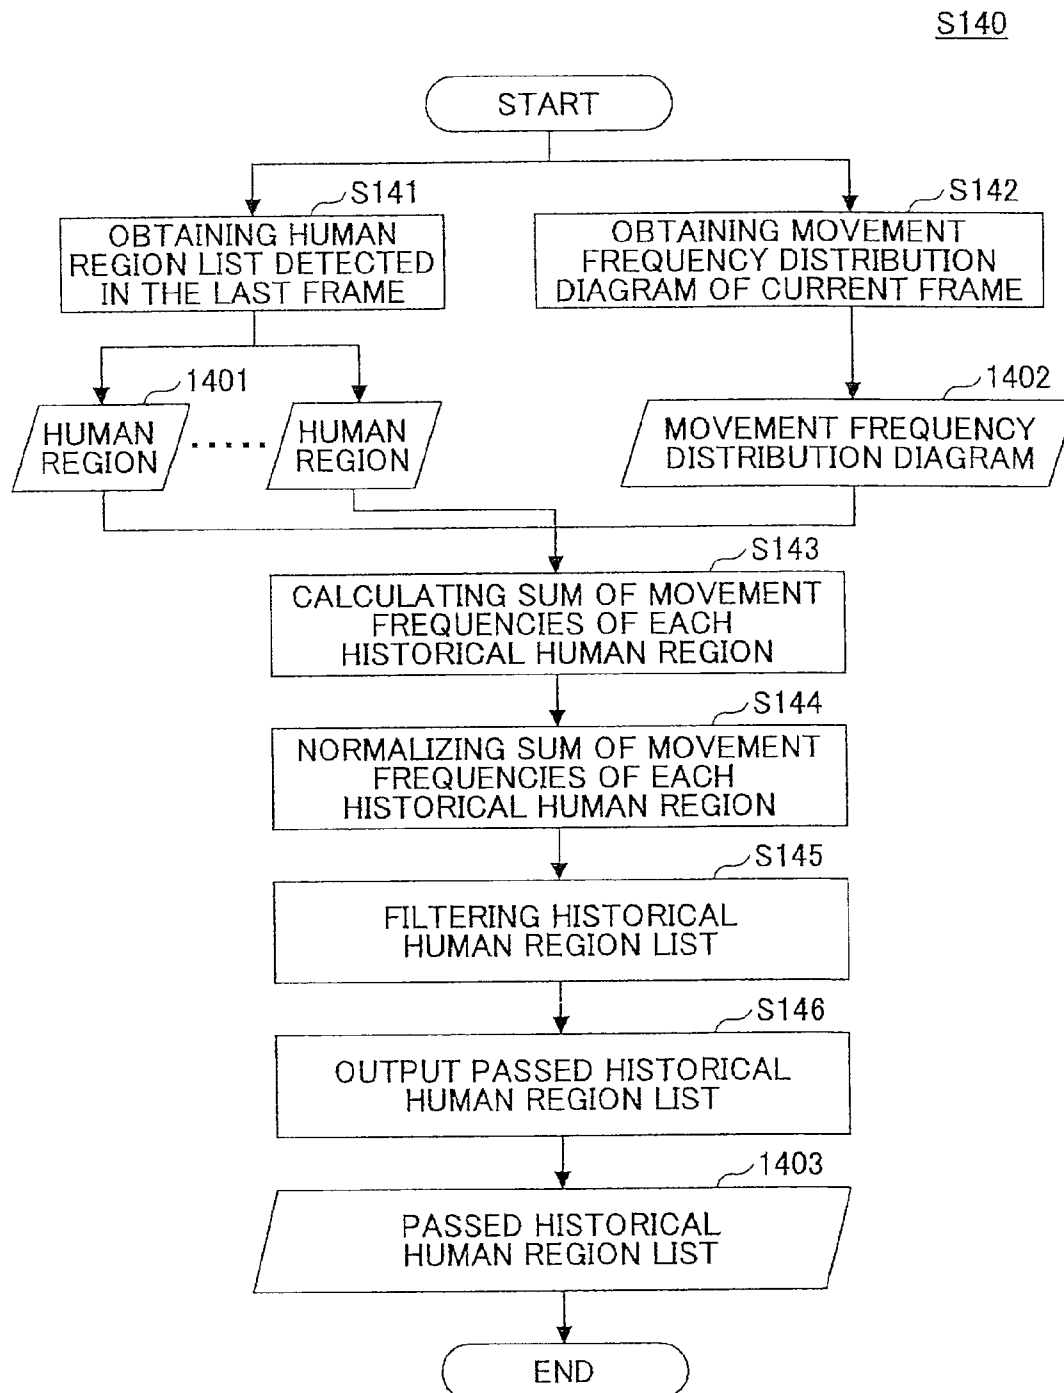 S140
START
S141
OBTAINING HUMAN
REGION LIST DETECTED
IN THE LAST FRAME
S142
OBTAINING MOVEMENT
FREQUENCY DISTRIBUTION
DIAGRAM OF CURRENT FRAME
1401
HUMAN
REGION
.....
HUMAN
REGION
1402
MOVEMENT FREQUENCY
DISTRIBUTION DIAGRAM
S143
CALCULATING SUM OF MOVEMENT
FREQUENCIES OF EACH
HISTORICAL HUMAN REGION
S144
NORMALIZING SUM OF MOVEMENT
FREQUENCIES OF EACH
HISTORICAL HUMAN REGION
S145
FILTERING HISTORICAL
HUMAN REGION LIST
S146
OUTPUT PASSED HISTORICAL
HUMAN REGION LIST
1403
PASSED HISTORICAL
HUMAN REGION LIST
END